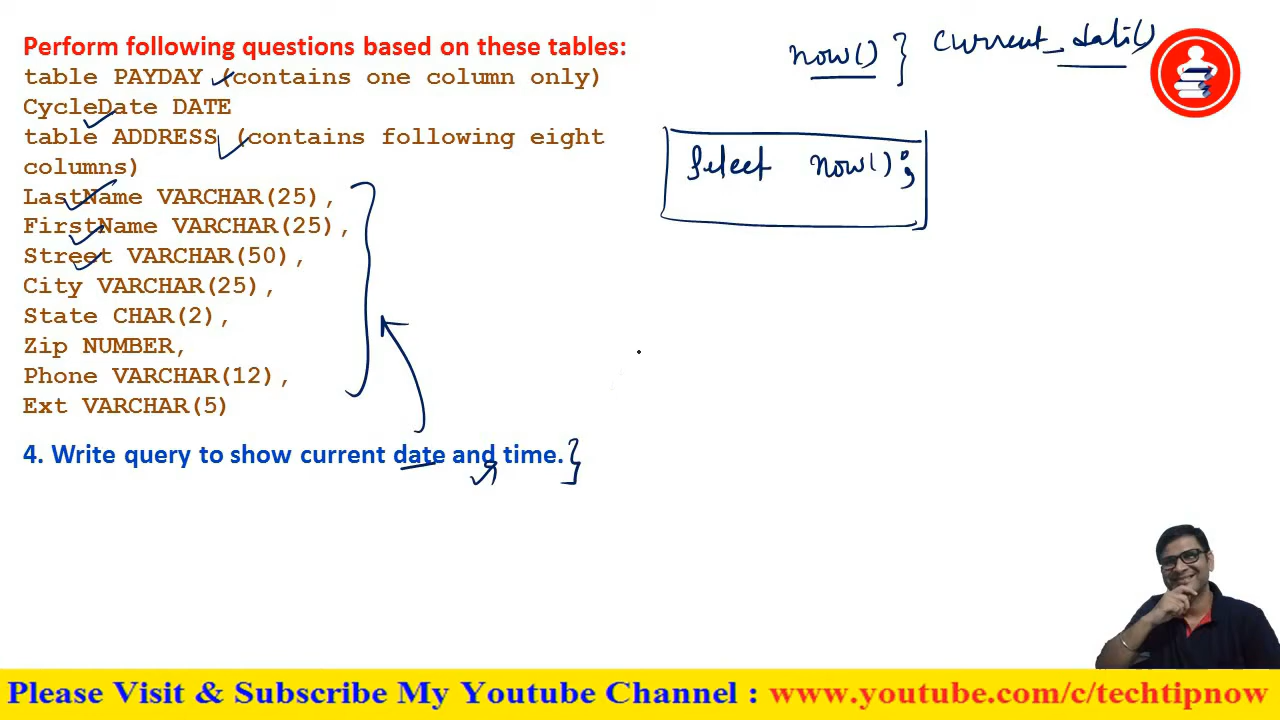 Perform following questions based on these tables:
table PAYDAY (contains one column only)
CycleDate DATE
table ADDRESS (contains following eight
columns)
LastName VARCHAR(25),
FirstName VARCHAR(25),
Street VARCHAR(50),
City VARCHAR(25),
State CHAR(2),
Zip NUMBER,
Phone VARCHAR(12),
Ext VARCHAR(5)
4. Write query to show current date and time.}
now() } current_date()
Select now();
Please Visit & Subscribe My Youtube Channel : www.youtube.com/c/techtipnow